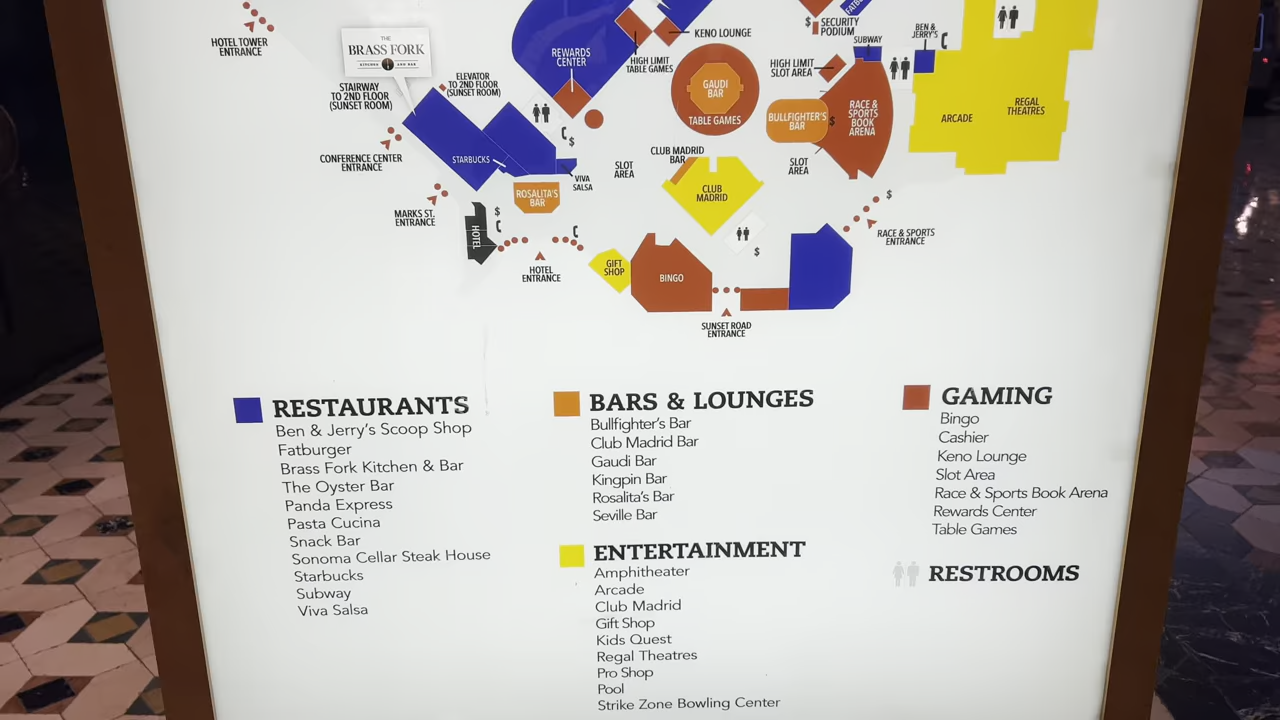 HOTEL TOWER
ENTRANCE
THE
BRASS FORK
KITCHEN AND BAR
STAIRWAY
TO 2ND FLOOR
(SUNSET ROOM)
ELEVATOR
TO 2ND FLOOR
(SUNSET ROOM)
REWARDS
CENTER
HIGH LIMIT
TABLE GAMES
KENO LOUNGE
$ SECURITY
PODIUM
SUBWAY
BEN &
JERRY'S
GAUDI
BAR
TABLE GAMES
HIGH LIMIT
SLOT AREA
BULLFIGHTER'S
BAR
$
RACE &
SPORTS
BOOK
ARENA
ARCADE
REGAL
THEATRES
CONFERENCE CENTER
ENTRANCE
STARBUCKS
$
VIVA
SALSA
SLOT
AREA
CLUB MADRID
BAR
CLUB
MADRID
SLOT
AREA
MARKS ST.
ENTRANCE
ROSALITA'S
BAR
$
HOTEL
HOTEL
ENTRANCE
GIFT
SHOP
BINGO
$
$
RACE & SPORTS
ENTRANCE
SUNSET ROAD
ENTRANCE
RESTAURANTS
Ben & Jerry's Scoop Shop
Fatburger
Brass Fork Kitchen & Bar
The Oyster Bar
Panda Express
Pasta Cucina
Snack Bar
Sonoma Cellar Steak House
Starbucks
Subway
Viva Salsa
BARS & LOUNGES
Bullfighter's Bar
Club Madrid Bar
Gaudi Bar
Kingpin Bar
Rosalita's Bar
Seville Bar
ENTERTAINMENT
Amphitheater
Arcade
Club Madrid
Gift Shop
Kids Quest
Regal Theatres
Pro Shop
Pool
Strike Zone Bowling Center
GAMING
Bingo
Cashier
Keno Lounge
Slot Area
Race & Sports Book Arena
Rewards Center
Table Games
RESTROOMS